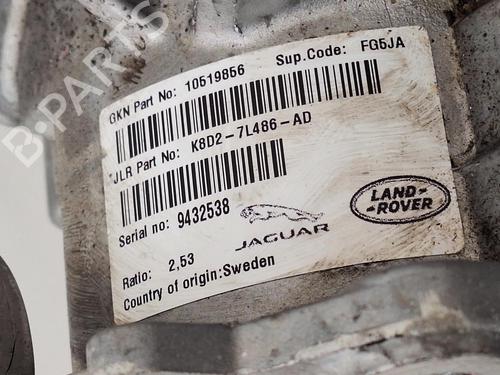 B-PARTS
GKN Part No: 10519856 Sup.Code: FG5JA
JLR Part No: K8D2-7L486-AD
Serial no: 9432538
JAGUAR
LAND-
-ROVER
Ratio: 2,53
Country of origin:Sweden